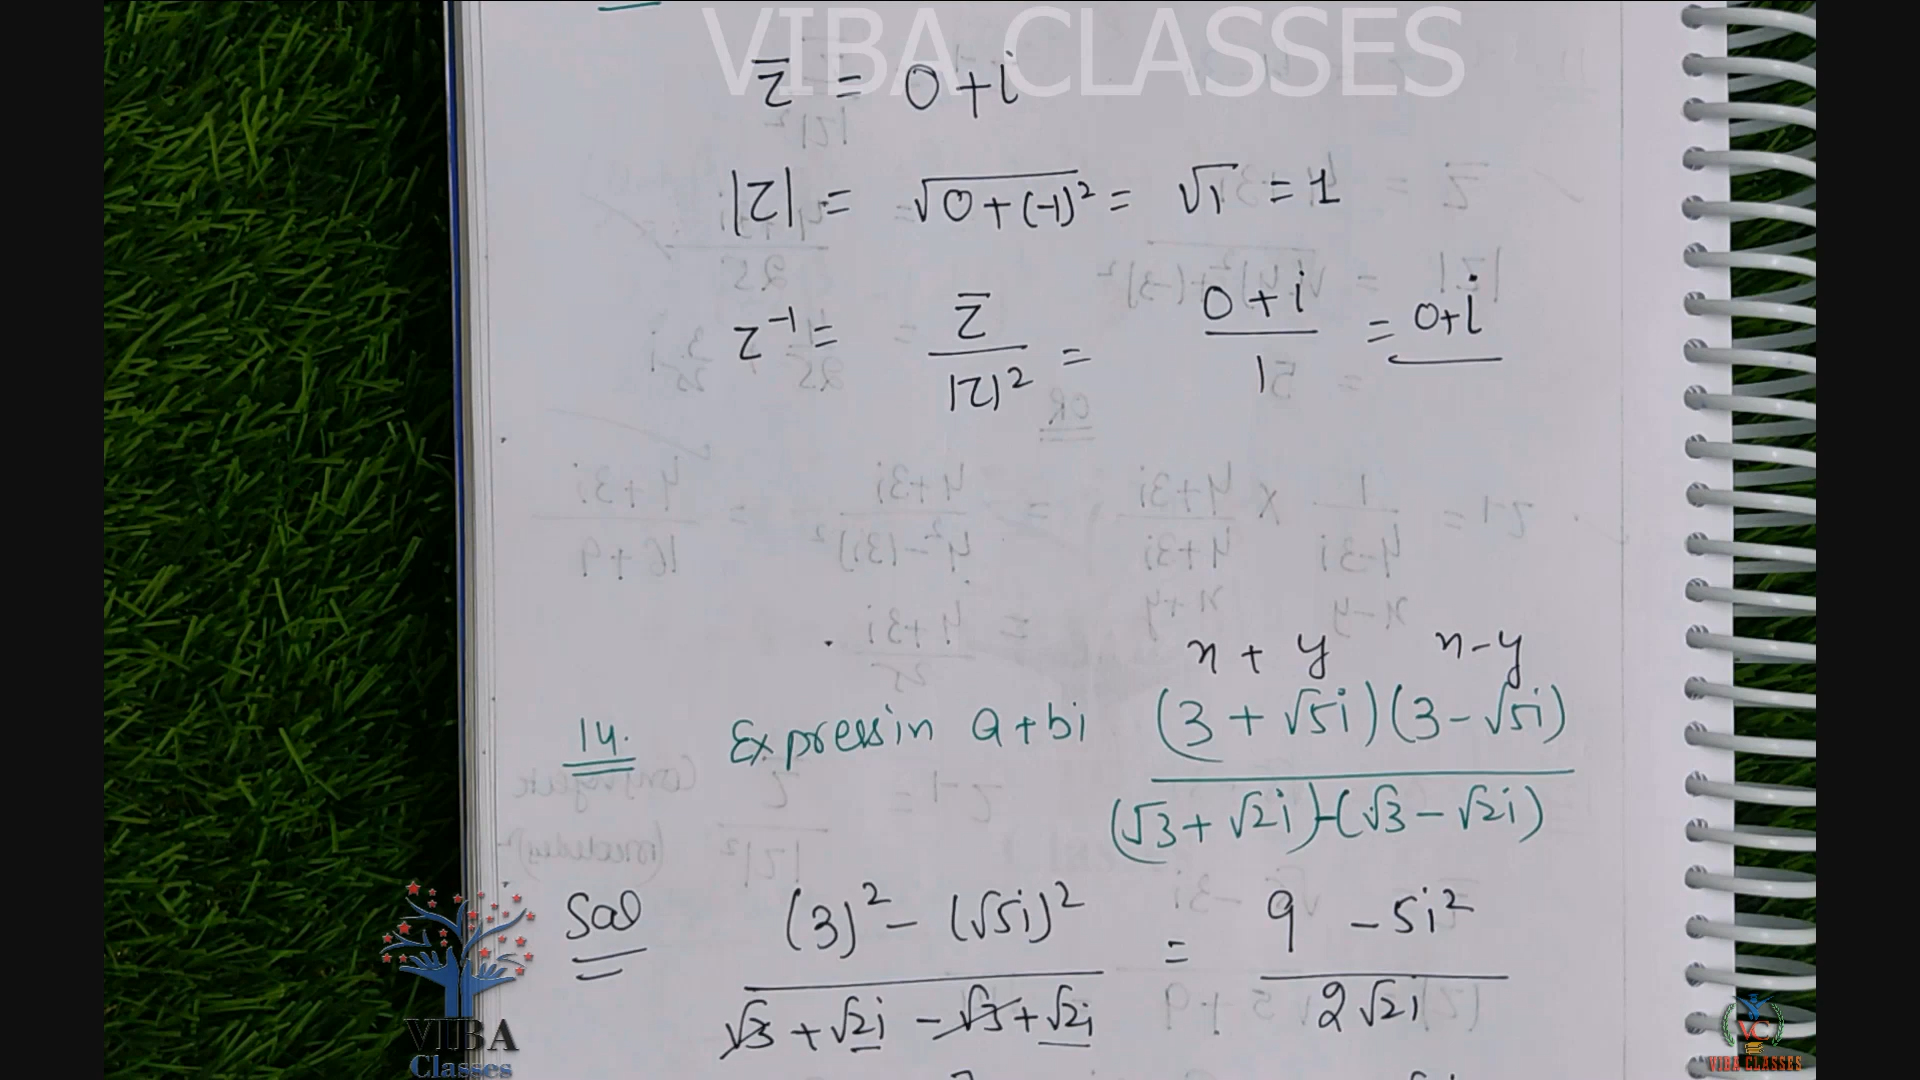 VIBA CLASSES
z̅ = 0+i
|z| = √0+(-1)² = √1 = 1
z⁻¹ = z̅/|z|² = 0+i/1 = 0+i
x + y x-y
14. Express in a+bi (3+√5i)(3-√5i)/(√3+√2i)-(√3-√2i)
Sol (3)²-(√5i)²/√3+√2i-√3+√2i = 9-5i²/2√2i
VIBA
Classes
VC
VIBA CLASSES